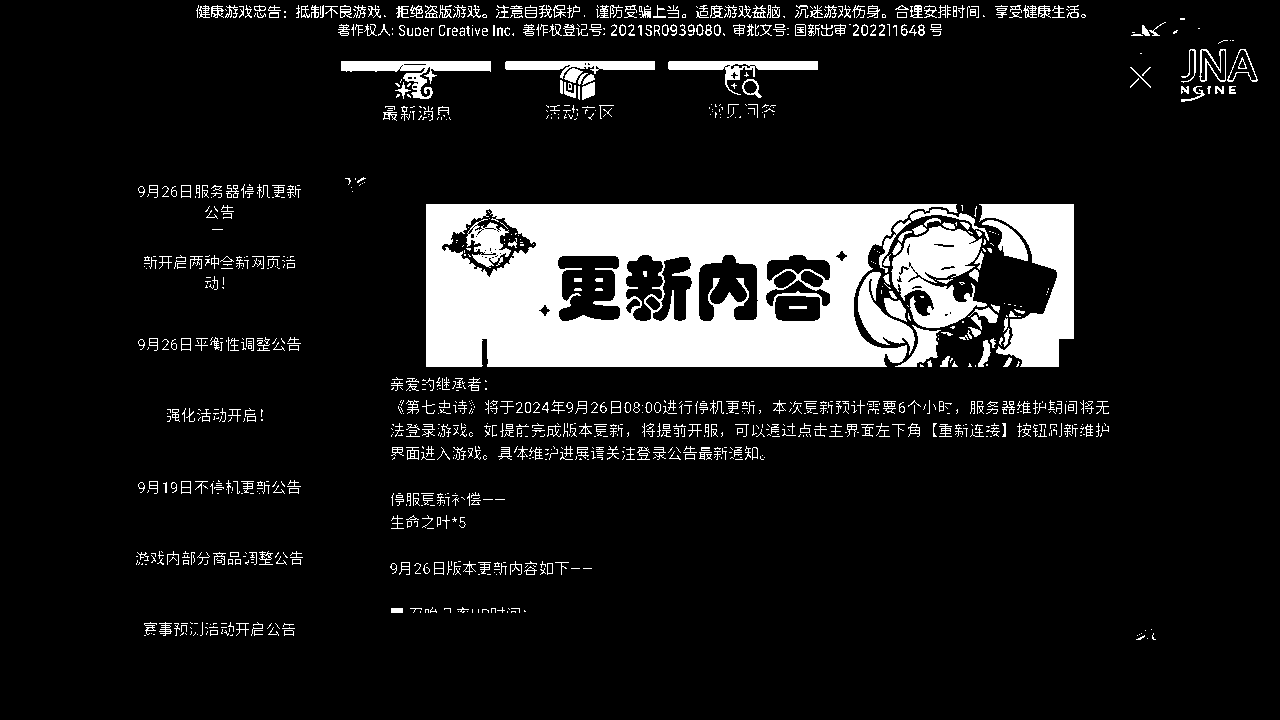 健康游戏忠告：抵制不良游戏、拒绝盗版游戏。注意自我保护、谨防受骗上当。适度游戏益脑、沉迷游戏伤身。合理安排时间、享受健康生活。
著作权人: Super Creative Inc、著作权登记号: 2021SR0939080、审批文号: 国新出审[2022]1648 号
JNA
NGINE
最新消息
活动专区
常见问答
9月26日服务器停机更新
公告
新开启两种全新网页活
动！
9月26日平衡性调整公告
强化活动开启！
9月19日不停机更新公告
游戏内部分商品调整公告
赛事预测活动开启公告
更新内容
亲爱的继承者：
《第七史诗》将于2024年9月26日08:00进行停机更新，本次更新预计需要6个小时，服务器维护期间将无
法登录游戏。如提前完成版本更新，将提前开服，可以通过点击主界面左下角【重新连接】按钮刷新维护
界面进入游戏。具体维护进展请关注登录公告最新通知。
停服更新补偿——
生命之叶*5
9月26日版本更新内容如下——